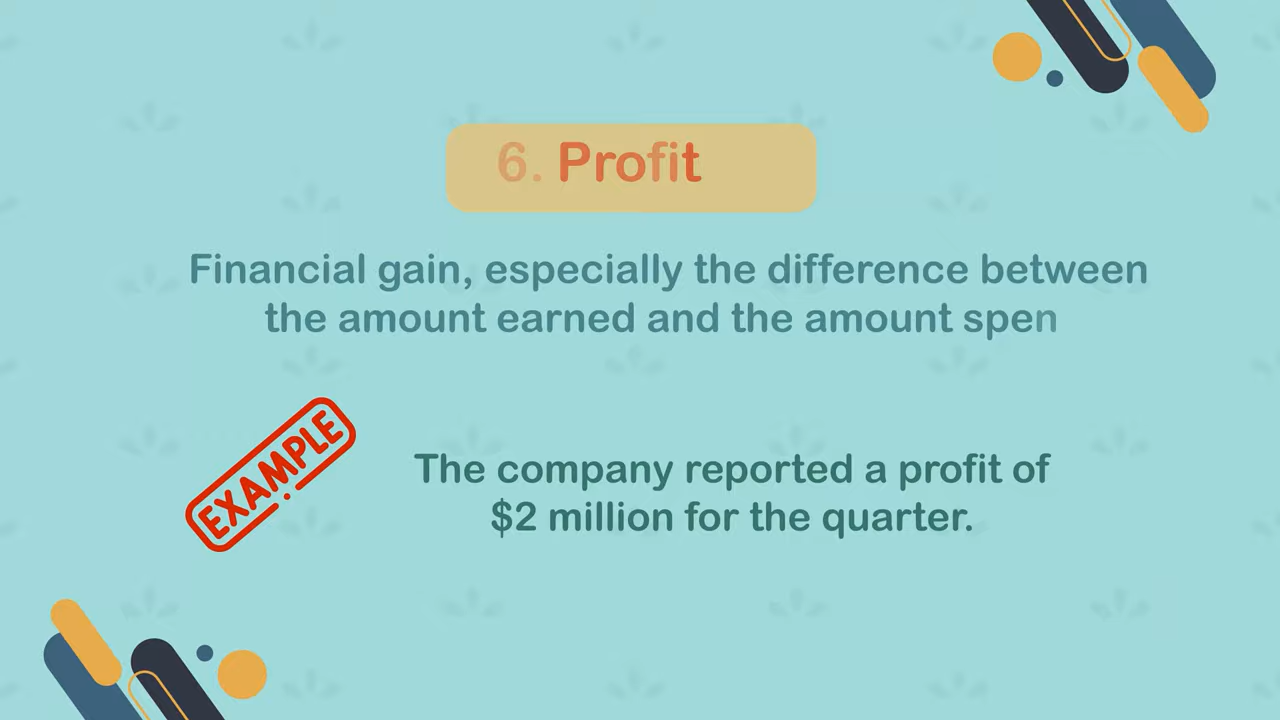 6. Profit
Financial gain, especially the difference between
the amount earned and the amount spen
EXAMPLE
The company reported a profit of
$2 million for the quarter.